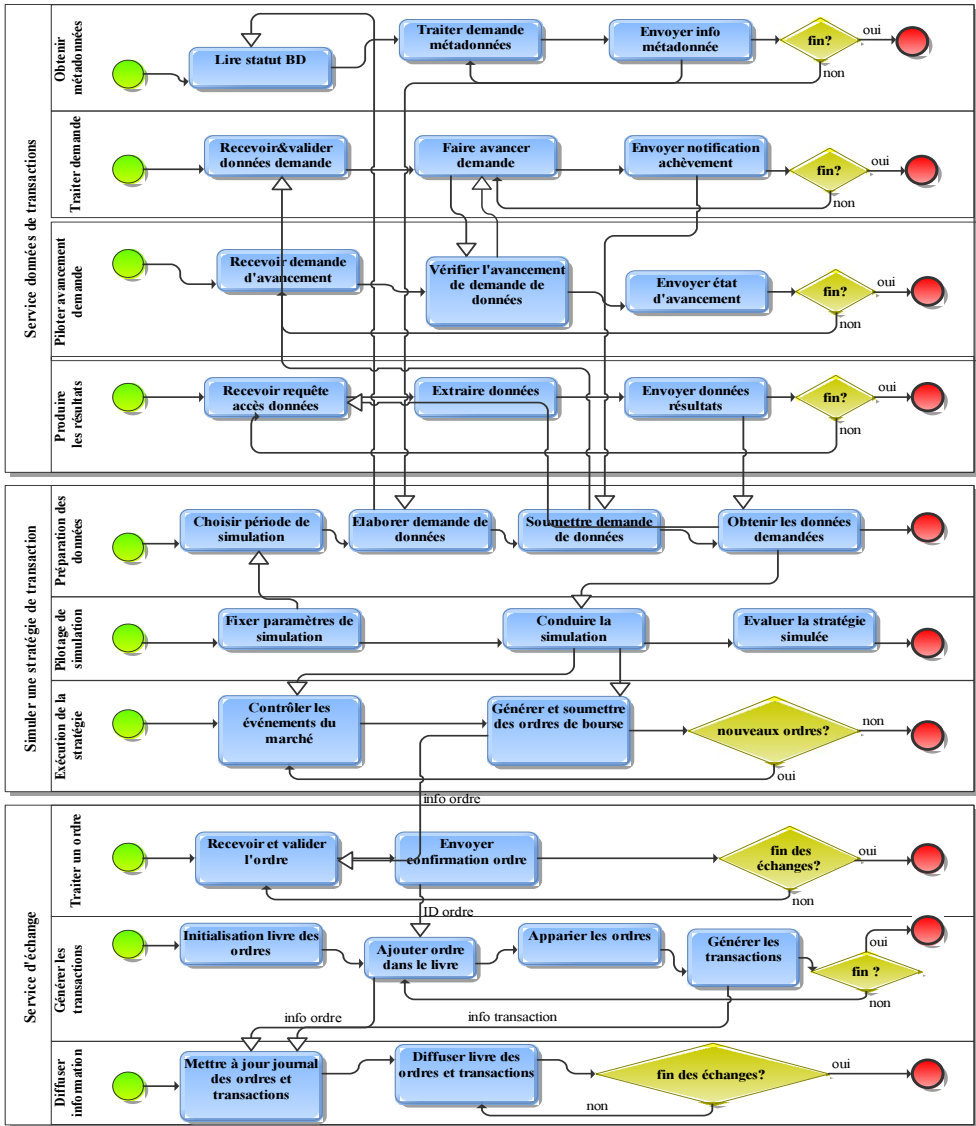 Service données de transactions
Obtenir
métadonnées
Lire statut BD
Traiter demande
métadonnées
Envoyer info
métadonnée
fin?
oui
non
Traiter demande
Recevoir&valider
données demande
Faire avancer
demande
Envoyer notification
achèvement
fin?
oui
non
Piloter avancement
demande
Recevoir demande
d'avancement
Vérifier l'avancement
de demande de
données
Envoyer état
d'avancement
fin?
oui
non
Produire
les résultats
Recevoir requête
accès données
Extraire données
Envoyer données
résultats
fin?
oui
non
Simuler une stratégie de transaction
Préparation des
données
Choisir période de
simulation
Elaborer demande de
données
Soumettre demande
de données
Obtenir les données
demandées
Pilotage de
simulation
Fixer paramètres de
simulation
Conduire la
simulation
Evaluer la stratégie
simulée
Exécution de la
stratégie
Contrôler les
événements du
marché
Générer et soumettre
des ordres de bourse
nouveaux ordres?
non
oui
info ordre
Service d'échange
Traiter un ordre
Recevoir et valider
l'ordre
Envoyer
confirmation ordre
fin des
échanges?
oui
non
ID ordre
Générer les
transactions
Initialisation livre des
ordres
Ajouter ordre
dans le livre
Apparier les ordres
Générer les
transactions
fin ?
oui
non
info ordre
info transaction
Diffuser
information
Mettre à jour journal
des ordres et
transactions
Diffuser livre des
ordres et transactions
fin des échanges?
oui
non